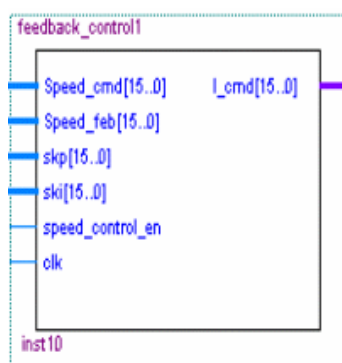 feedback_control1
Speed_cmd[15..0] I_cmd[15..0]
Speed_feb[15..0]
skp[15..0]
ski[15..0]
speed_control_en
clk
inst10